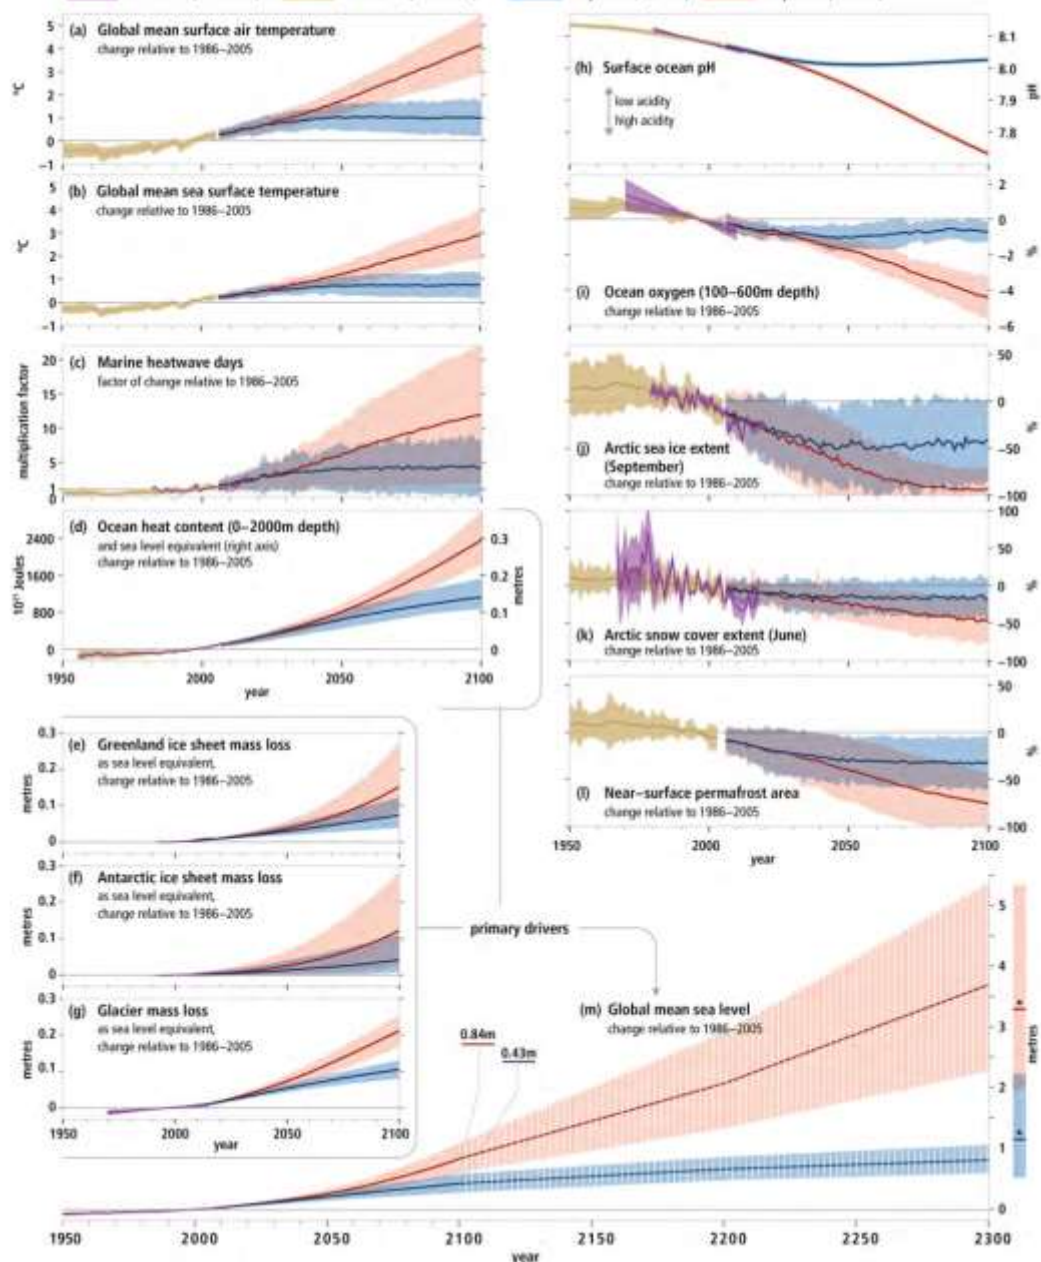 (a) Global mean surface air temperature
change relative to 1986–2005
°C
5
4
3
2
1
0
−1
(b) Global mean sea surface temperature
change relative to 1986–2005
°C
5
4
3
2
1
0
−1
(c) Marine heatwave days
factor of change relative to 1986–2005
multiplication factor
20
15
10
5
1
0
(d) Ocean heat content (0–2000m depth)
and sea level equivalent (right axis)
change relative to 1986–2005
10²¹ Joules
2400
1600
800
0
0.3
0.2
0.1
0
metres
1950 2000 2050 2100
year
(e) Greenland ice sheet mass loss
as sea level equivalent,
change relative to 1986–2005
metres
0.3
0.2
0.1
0
(f) Antarctic ice sheet mass loss
as sea level equivalent,
change relative to 1986–2005
metres
0.3
0.2
0.1
0
(g) Glacier mass loss
as sea level equivalent,
change relative to 1986–2005
metres
0.3
0.2
0.1
0
1950 2000 2050 2100
year
(h) Surface ocean pH
low acidity
high acidity
8.1
8.0
7.9
7.8
pH
(i) Ocean oxygen (100–600m depth)
change relative to 1986–2005
2
0
−2
−4
−6
%
(j) Arctic sea ice extent
(September)
change relative to 1986–2005
50
0
−50
−100
%
(k) Arctic snow cover extent (June)
change relative to 1986–2005
100
50
0
−50
−100
%
(l) Near–surface permafrost area
change relative to 1986–2005
50
0
−50
−100
%
1950 2000 2050 2100
year
primary drivers
(m) Global mean sea level
change relative to 1986–2005
0.84m
0.43m
5
4
3
2
1
0
metres
1950 2000 2050 2100 2150 2200 2250 2300
year